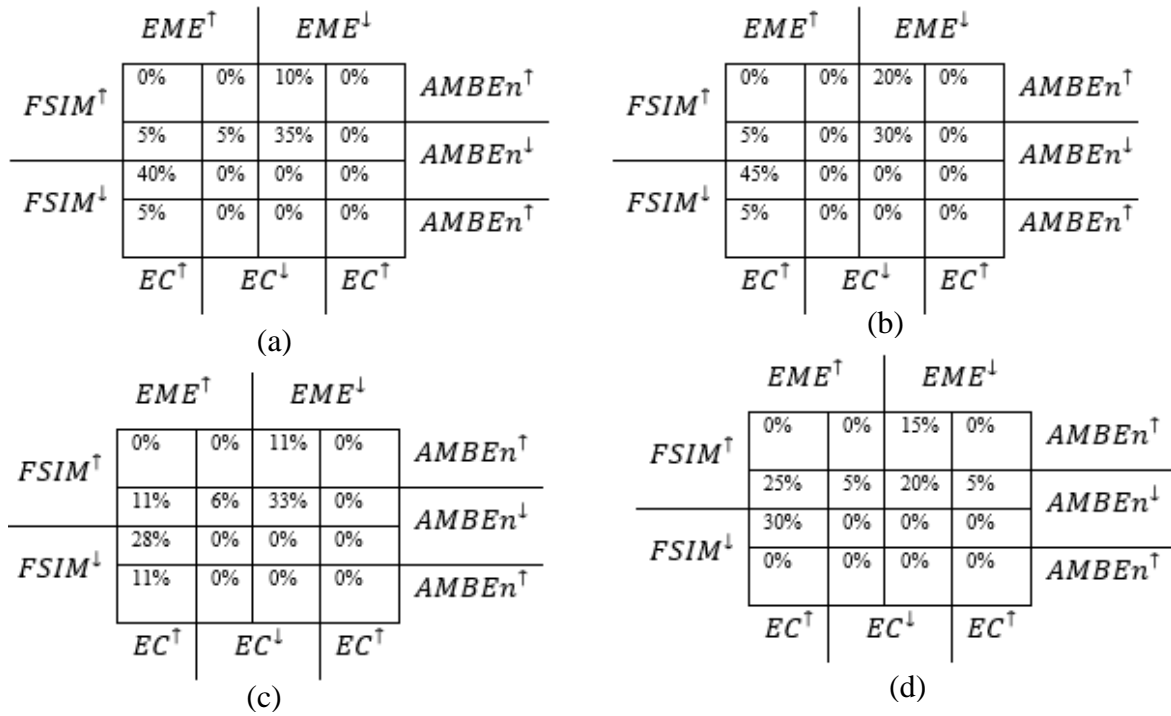 EME↑ EME↓
0% 0% 10% 0% AMBEn↑
FSIM↑
5% 5% 35% 0% AMBEn↓
40% 0% 0% 0%
FSIM↓
5% 0% 0% 0% AMBEn↑
EC↑ EC↓ EC↑
(a)
EME↑ EME↓
0% 0% 20% 0% AMBEn↑
FSIM↑
5% 0% 30% 0% AMBEn↓
45% 0% 0% 0%
FSIM↓
5% 0% 0% 0% AMBEn↑
EC↑ EC↓ EC↑
(b)
EME↑ EME↓
0% 0% 11% 0% AMBEn↑
FSIM↑
11% 6% 33% 0% AMBEn↓
28% 0% 0% 0%
FSIM↓
11% 0% 0% 0% AMBEn↑
EC↑ EC↓ EC↑
(c)
EME↑ EME↓
0% 0% 15% 0% AMBEn↑
FSIM↑
25% 5% 20% 5% AMBEn↓
30% 0% 0% 0%
FSIM↓
0% 0% 0% 0% AMBEn↑
EC↑ EC↓ EC↑
(d)